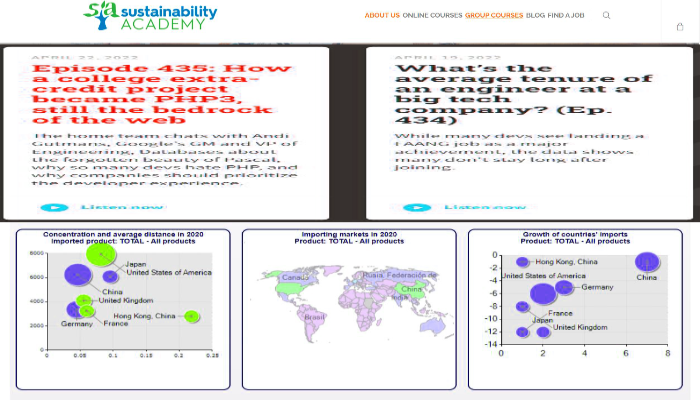 sa sustainability
ACADEMY
ABOUT US ONLINE COURSES GROUP COURSES BLOG FIND A JOB
APRIL 22, 2022
Episode 435: How
a college extra-
credit project
became PHP3,
still the bedrock
of the web
The home team chats with Andi
Gutmans, Google's GM and VP of
Engineering, Databases about
the forgotten beauty of Pascal,
why so many devs hate PHP, and
why companies should prioritize
the developer experience.
Listen now
APRIL 19, 2022
What's the
average tenure of
an engineer at a
big tech
company? (Ep.
434)
While many devs see landing a
FAANG job as a major
achievement, the data shows
many don't stay long after
joining.
Listen now
Concentration and average distance in 2020
Imported product: TOTAL - All products
8000
6000
4000
2000
0
0
0.05
0.1
0.15
0.2
0.25
Japan
United States of America
China
United Kingdom
Hong Kong, China
Germany
France
Importing markets in 2020
Product: TOTAL - All products
Canadá
Rusia, Federación de
China
India
Brasil
Growth of countries' imports
Product: TOTAL - All products
0
-2
-4
-6
-8
-10
-12
-14
0
2
4
6
8
Hong Kong, China
China
United States of America
Germany
France
Japan
United Kingdom